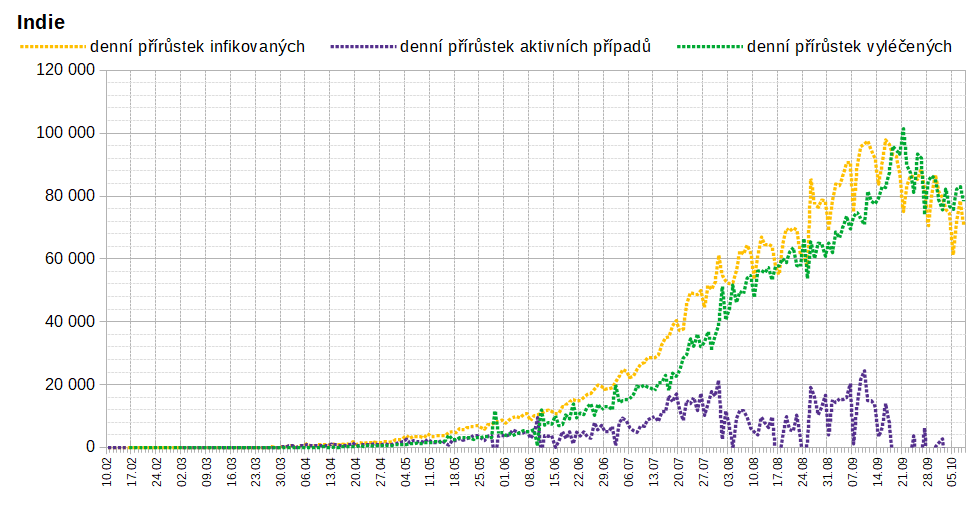 Indie
denní přírůstek infikovaných denní přírůstek aktivních případů denní přírůstek vyléčených
120 000
100 000
80 000
60 000
40 000
20 000
0
10.02 17.02 24.02 02.03 09.03 16.03 23.03 30.03 06.04 13.04 20.04 27.04 04.05 11.05 18.05 25.05 01.06 08.06 15.06 22.06 29.06 06.07 13.07 20.07 27.07 03.08 10.08 17.08 24.08 31.08 07.09 14.09 21.09 28.09 05.10